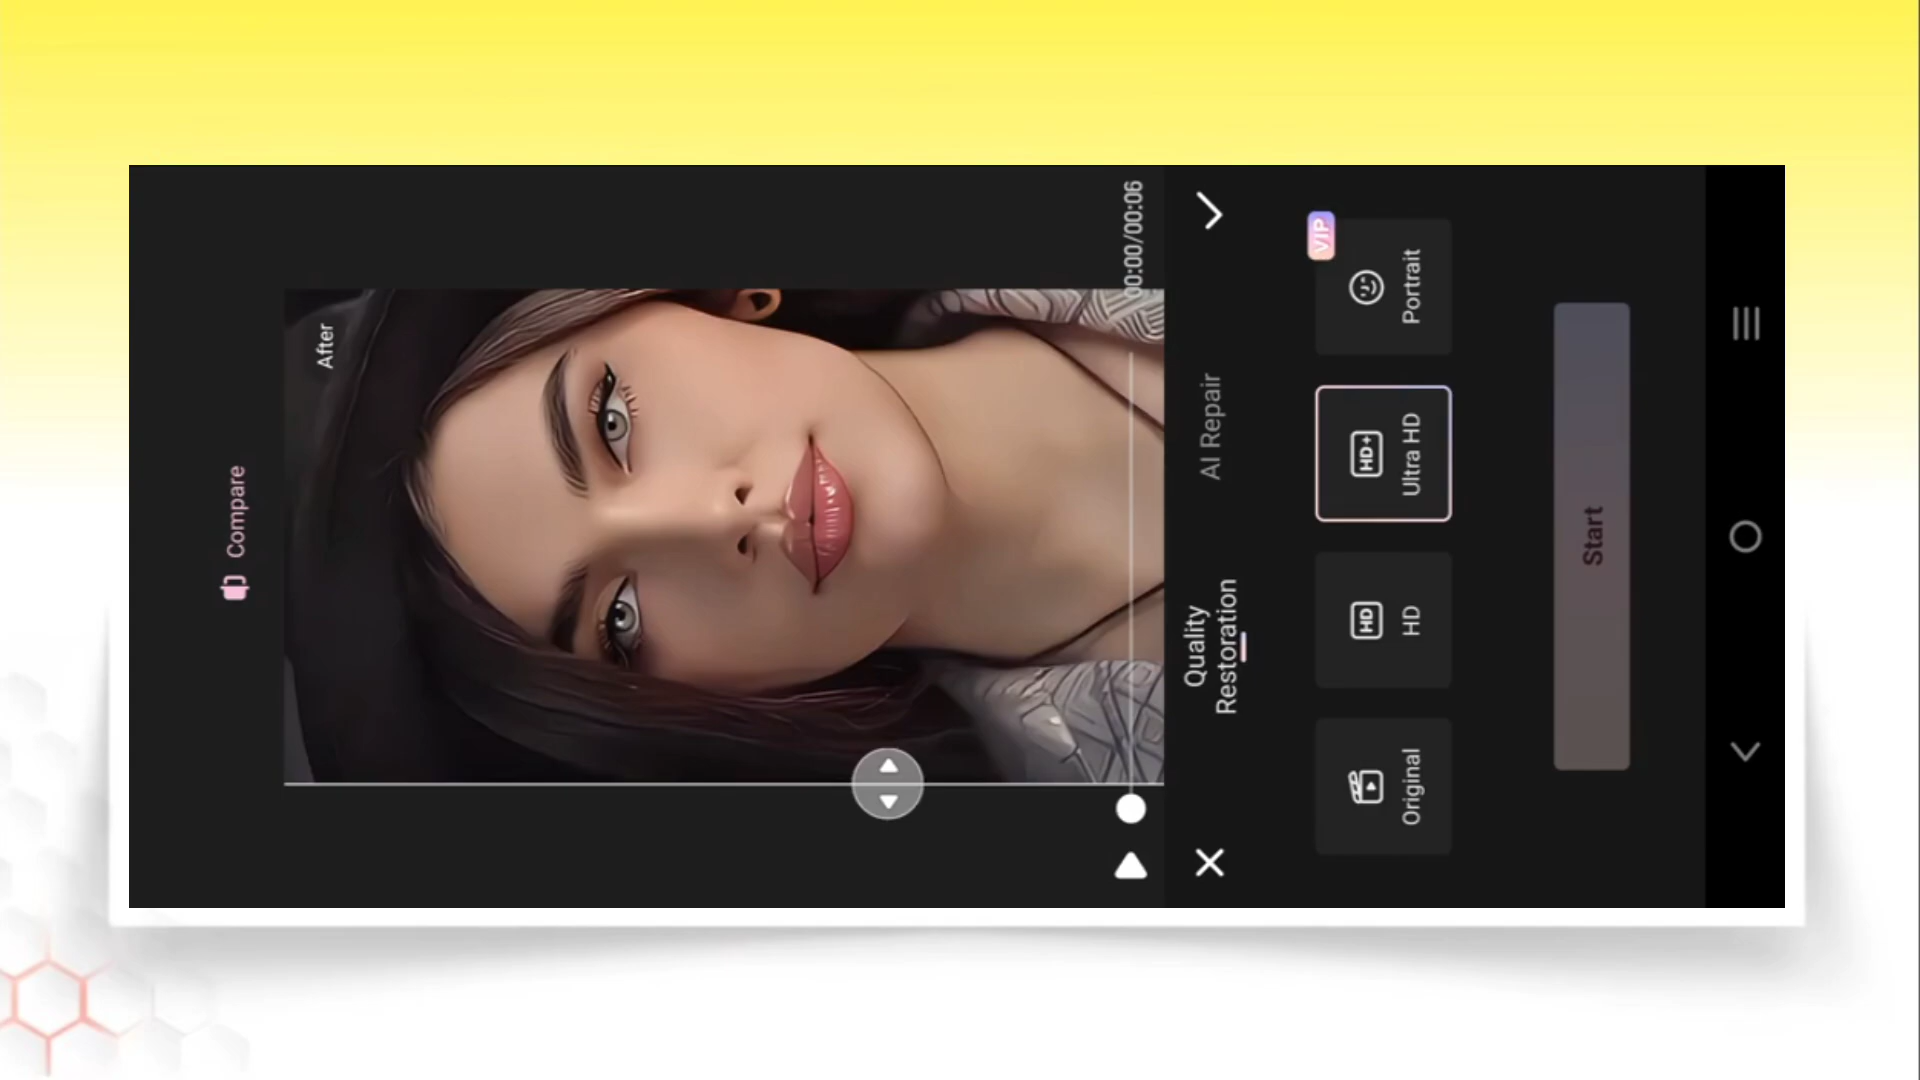 Compare
After
00:00/00:06
Quality
Restoration
AI Repair
Original
HD
HD
HD+
Ultra HD
VIP
Portrait
Start